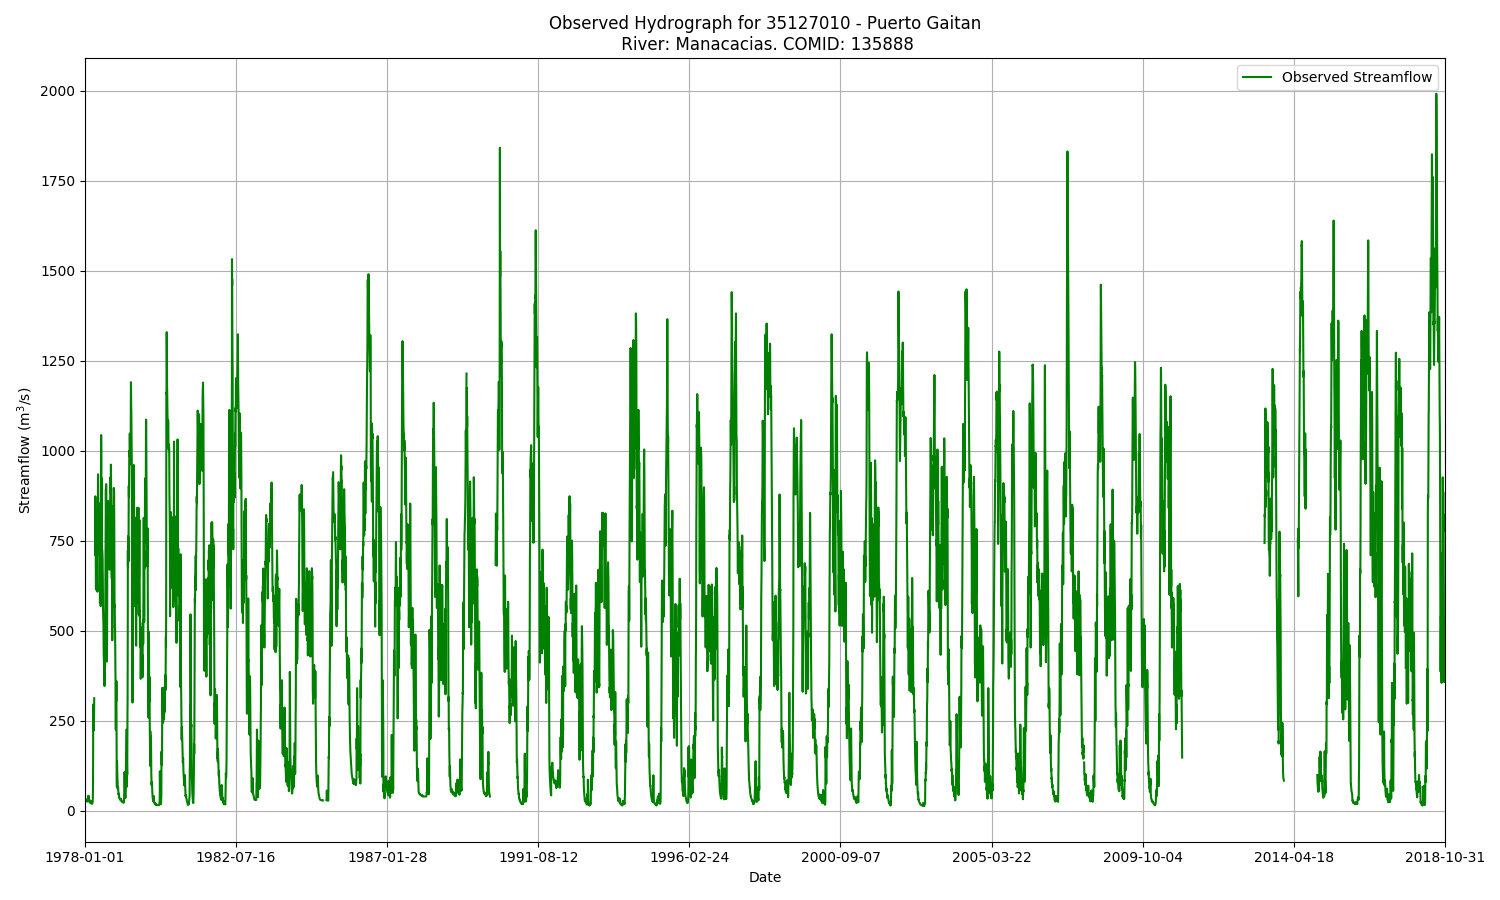 Observed Hydrograph for 35127010 - Puerto Gaitan
River: Manacacias. COMID: 135888
Observed Streamflow
2000
1750
1500
1250
1000
750
500
250
0
Streamflow (m³/s)
1978-01-01 1982-07-16 1987-01-28 1991-08-12 1996-02-24 2000-09-07 2005-03-22 2009-10-04 2014-04-18 2018-10-31
Date